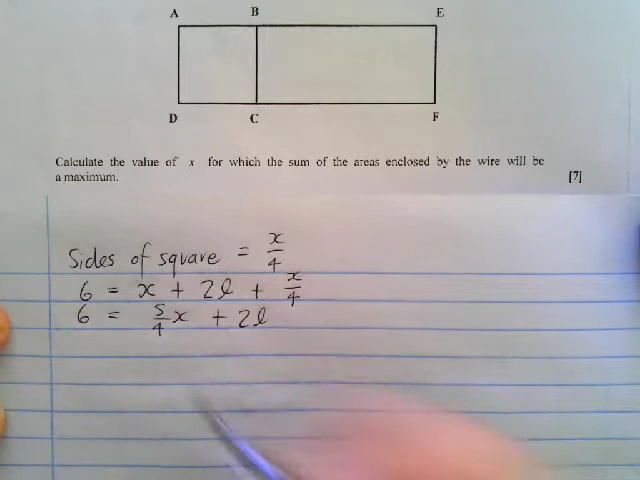 A B E
D C F
Calculate the value of x for which the sum of the areas enclosed by the wire will be
a maximum. [7]
Sides of square = x/4
6 = x + 2l + x/4
6 = 5/4 x + 2l